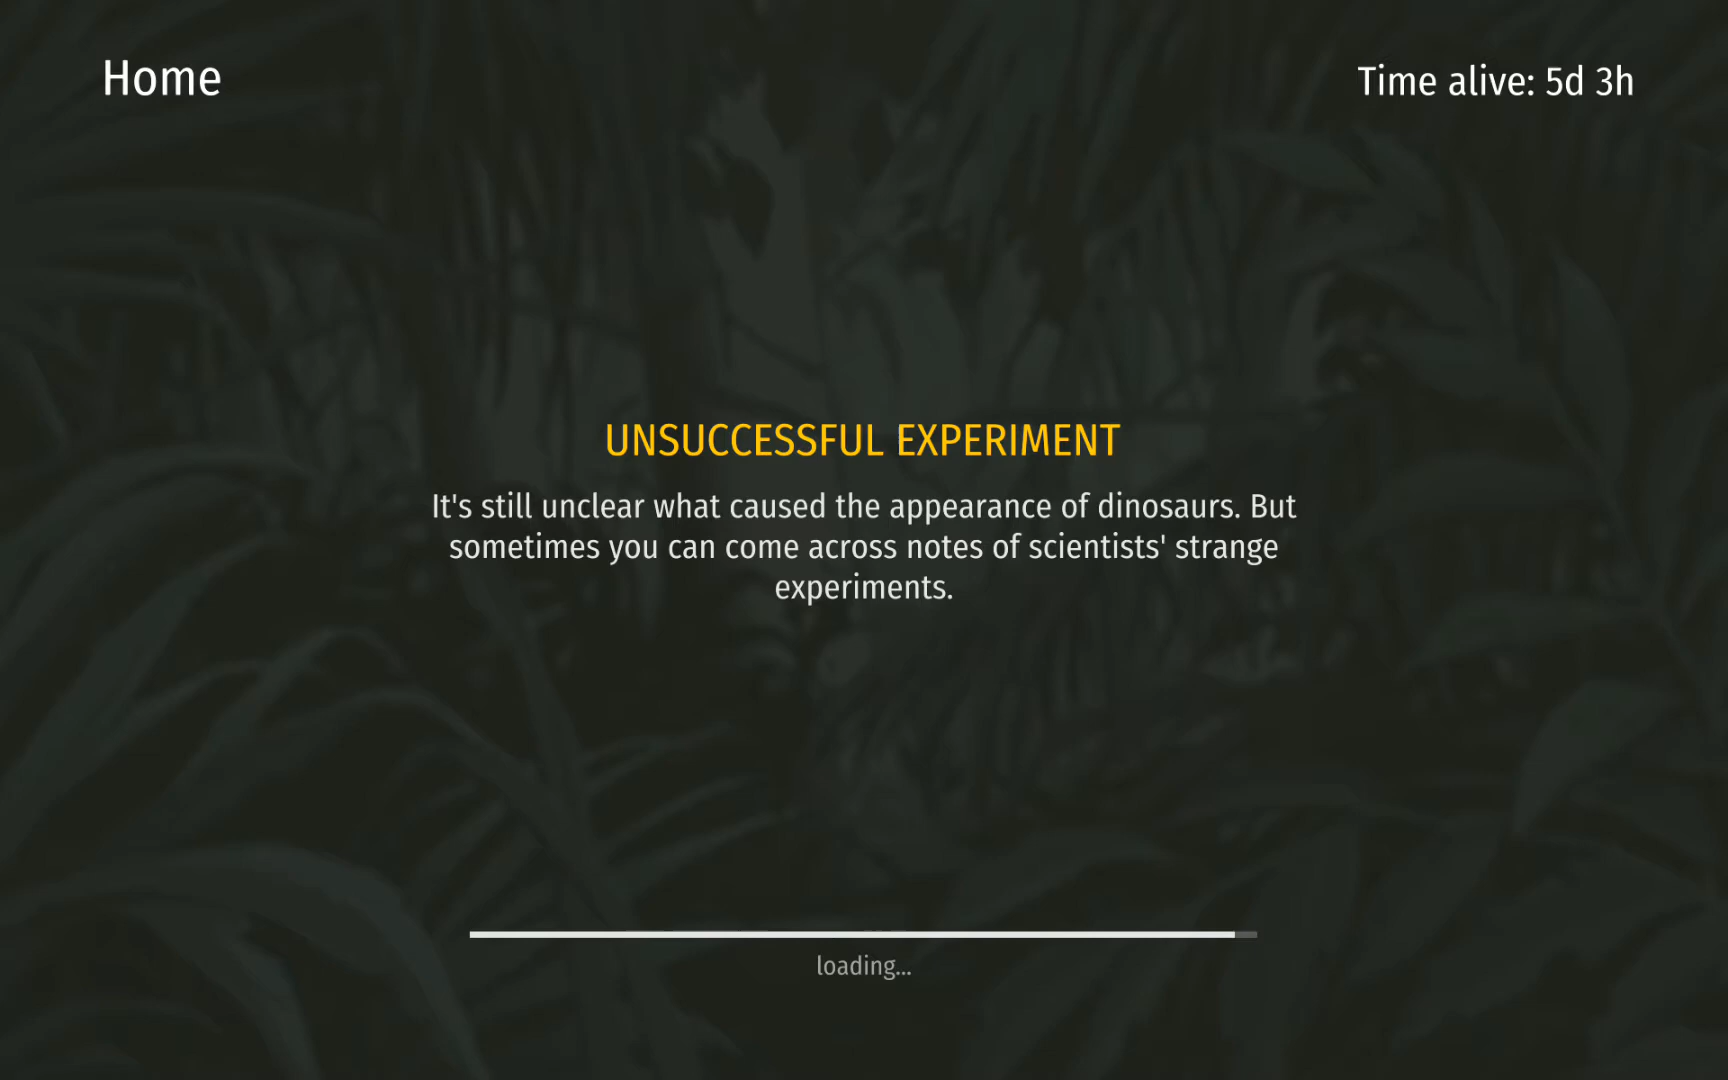 Home
Time alive: 5d 3h
UNSUCCESSFUL EXPERIMENT
It's still unclear what caused the appearance of dinosaurs. But
sometimes you can come across notes of scientists' strange
experiments.
loading...